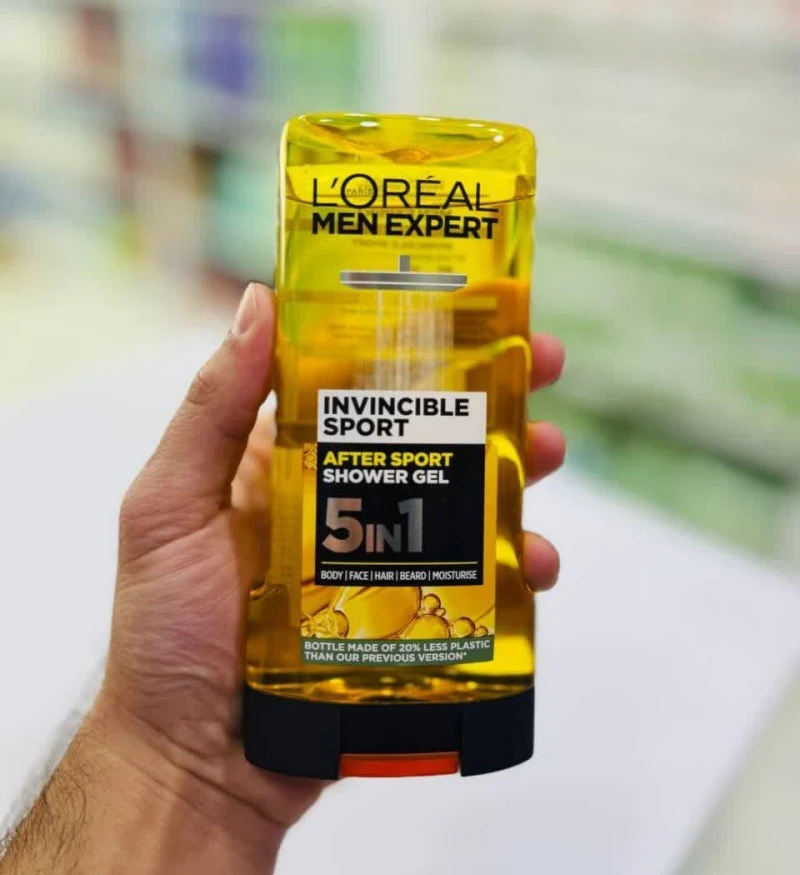 L'ORÉAL
PARIS
MEN EXPERT
INVINCIBLE
SPORT
AFTER SPORT
SHOWER GEL
5IN1
BODY | FACE | HAIR | BEARD | MOISTURISE
BOTTLE MADE OF 20% LESS PLASTIC
THAN OUR PREVIOUS VERSION*